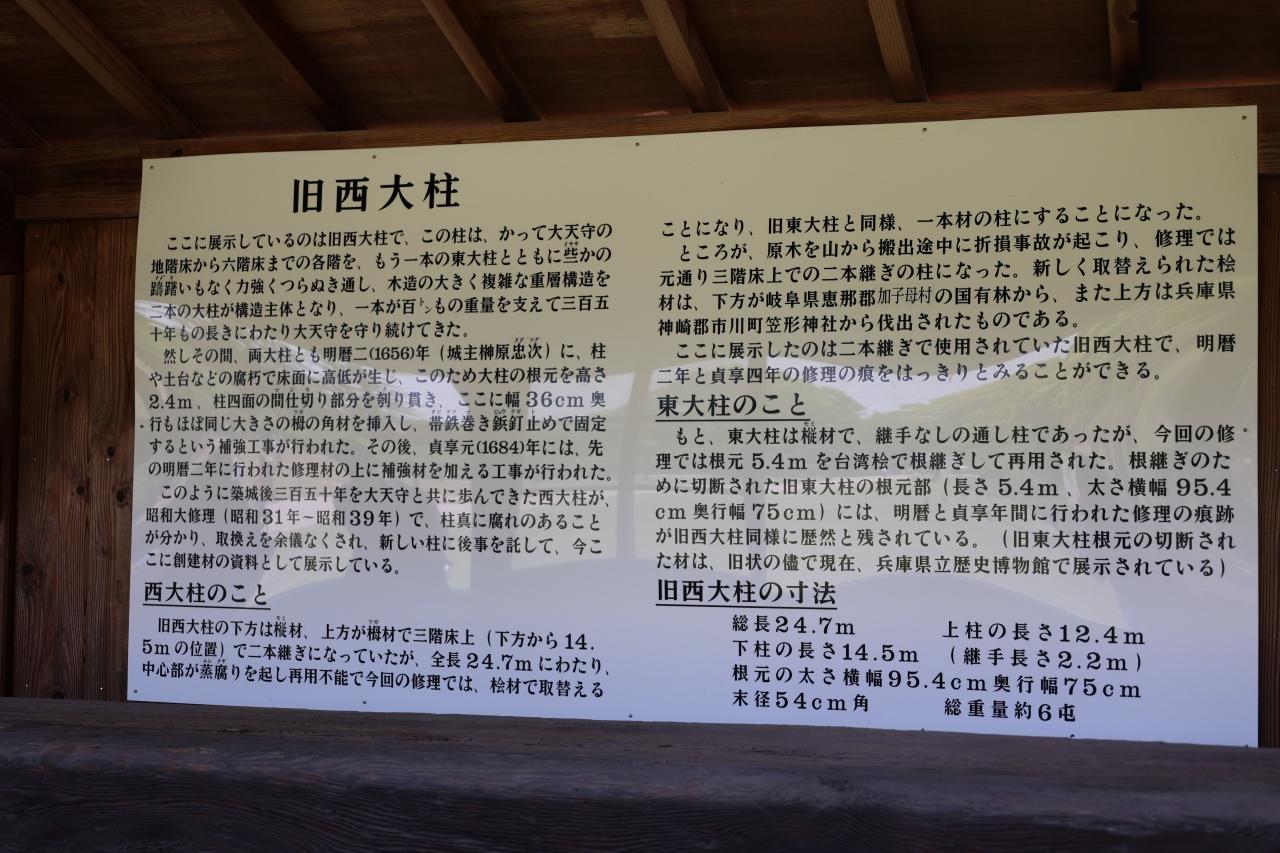 旧西大柱
ここに展示しているのは旧西大柱で、この柱は、かって大天守の
地階床から六階床までの各階を、もう一本の東大柱とともに些かの
躊躇いもなく力強くつらぬき通し、木造の大きく複雑な重層構造を
二本の大柱が構造主体となり、一本が百㌧もの重量を支えて三百五
十年もの長きにわたり大天守を守り続けてきた。
然しその間、両大柱とも明暦二(1656)年（城主榊原忠次）に、柱
や土台などの腐朽で床面に高低が生じ、このため大柱の根元を高さ
2.4m、柱四面の間仕切り部分を刳り貫き、ここに幅36cm奥
行もほぼ同じ大きさの栂の角材を挿入し、帯鉄巻き鋲釘止めで固定
するという補強工事が行われた。その後、貞享元(1684)年には、先
の明暦二年に行われた修理材の上に補強材を加える工事が行われた。
このように築城後三百五十年を大天守と共に歩んできた西大柱が、
昭和大修理（昭和31年～昭和39年）で、柱真に腐れのあること
が分かり、取換えを余儀なくされ、新しい柱に後事を託して、今こ
こに創建材の資料として展示している。
西大柱のこと
旧西大柱の下方は樅材、上方が栂材で三階床上（下方から14.
5mの位置）で二本継ぎになっていたが、全長24.7mにわたり、
中心部が蒸腐りを起し再用不能で今回の修理では、桧材で取替える
ことになり、旧東大柱と同様、一本材の柱にすることになった。
ところが、原木を山から搬出途中に折損事故が起こり、修理では
元通り三階床上での二本継ぎの柱になった。新しく取替えられた桧
材は、下方が岐阜県恵那郡加子母村の国有林から、また上方は兵庫県
神崎郡市川町笠形神社から伐出されたものである。
ここに展示したのは二本継ぎで使用されていた旧西大柱で、明暦
二年と貞享四年の修理の痕をはっきりとみることができる。
東大柱のこと
もと、東大柱は樅材で、継手なしの通し柱であったが、今回の修
理では根元5.4mを台湾桧で根継ぎして再用された。根継ぎのた
めに切断された旧東大柱の根元部（長さ5.4m、太さ横幅95.4
cm奥行幅75cm）には、明暦と貞享年間に行われた修理の痕跡
が旧西大柱同様に歴然と残されている。（旧東大柱根元の切断され
た材は、旧状の儘で現在、兵庫県立歴史博物館で展示されている）
旧西大柱の寸法
総長24.7m 上柱の長さ12.4m
下柱の長さ14.5m （継手長さ2.2m）
根元の太さ横幅95.4cm奥行幅75cm
末径54cm角 総重量約6屯